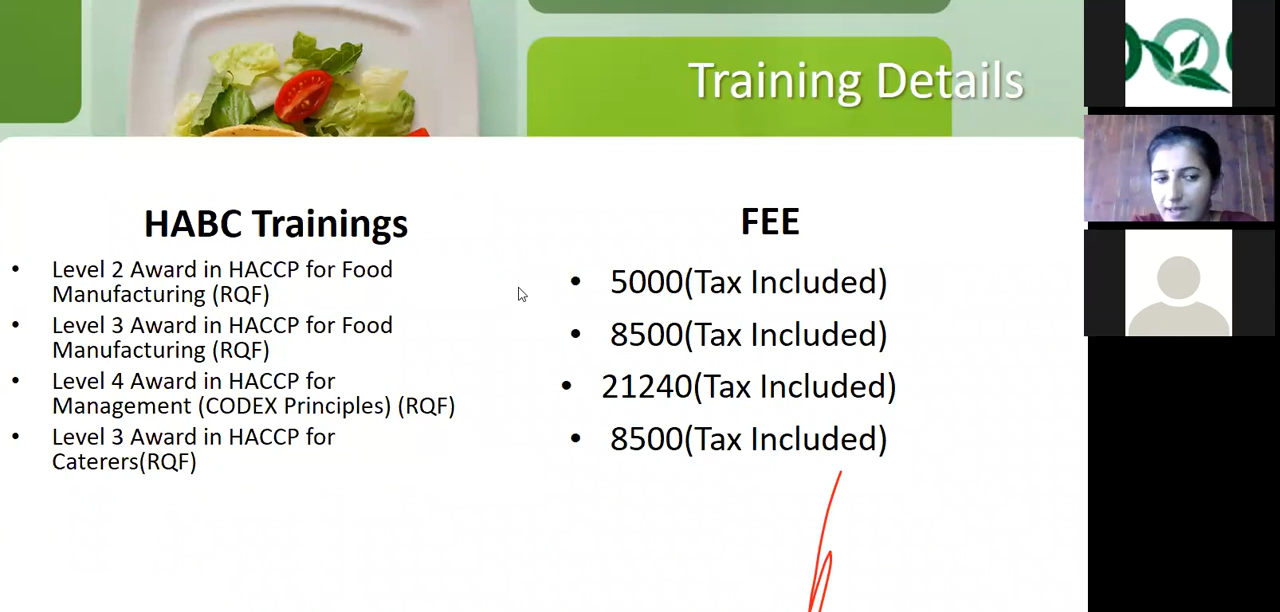 Training Details
HABC Trainings
FEE
• Level 2 Award in HACCP for Food
Manufacturing (RQF)
• Level 3 Award in HACCP for Food
Manufacturing (RQF)
• Level 4 Award in HACCP for
Management (CODEX Principles) (RQF)
• Level 3 Award in HACCP for
Caterers(RQF)
• 5000(Tax Included)
• 8500(Tax Included)
• 21240(Tax Included)
• 8500(Tax Included)